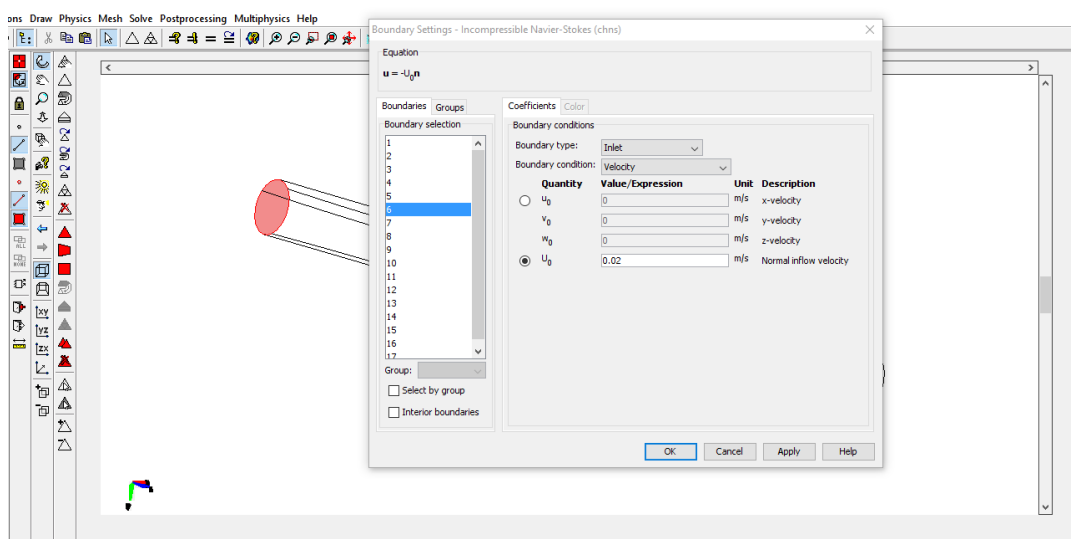 ons Draw Physics Mesh Solve Postprocessing Multiphysics Help
Boundary Settings - Incompressible Navier-Stokes (chns)
Equation
u = -U₀n
Boundaries Groups
Coefficients Color
Boundary selection
1
2
3
4
5
6
7
8
9
10
11
12
13
14
15
16
17
Group:
Select by group
Interior boundaries
Boundary conditions
Boundary type: Inlet
Boundary condition: Velocity
Quantity Value/Expression Unit Description
u₀ 0 m/s x-velocity
v₀ 0 m/s y-velocity
w₀ 0 m/s z-velocity
U₀ 0.02 m/s Normal inflow velocity
OK Cancel Apply Help
ALL
xy
yz
zx